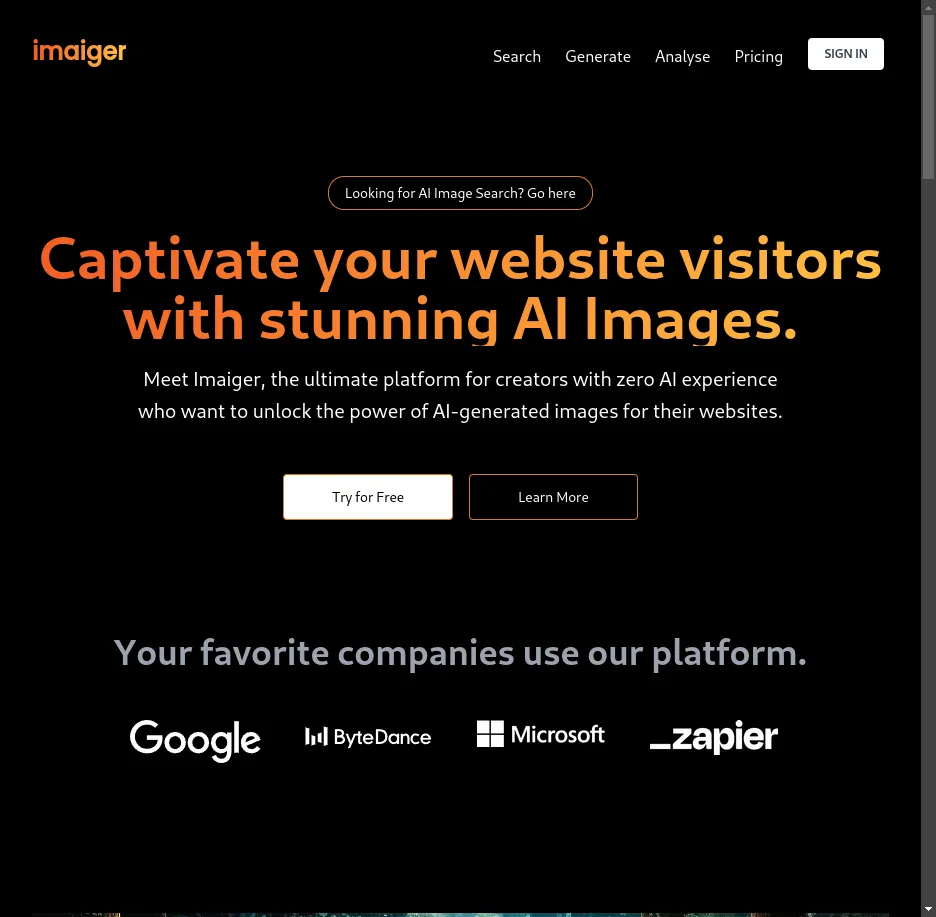 imaiger
Search Generate Analyse Pricing SIGN IN
Looking for AI Image Search? Go here
Captivate your website visitors
with stunning AI Images.
Meet Imaiger, the ultimate platform for creators with zero AI experience
who want to unlock the power of AI-generated images for their websites.
Try for Free Learn More
Your favorite companies use our platform.
Google ByteDance Microsoft _zapier